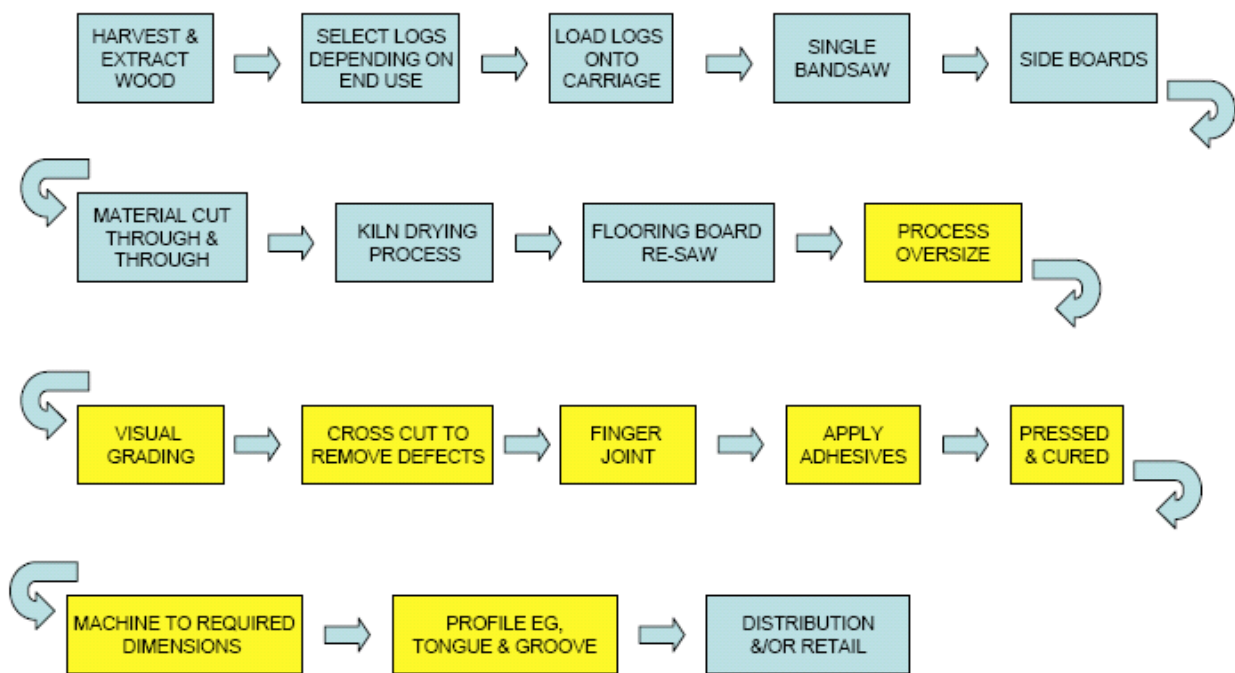 HARVEST &
EXTRACT
WOOD
SELECT LOGS
DEPENDING ON
END USE
LOAD LOGS
ONTO
CARRIAGE
SINGLE
BANDSAW
SIDE BOARDS
MATERIAL CUT
THROUGH &
THROUGH
KILN DRYING
PROCESS
FLOORING BOARD
RE-SAW
PROCESS
OVERSIZE
VISUAL
GRADING
CROSS CUT TO
REMOVE DEFECTS
FINGER
JOINT
APPLY
ADHESIVES
PRESSED
& CURED
MACHINE TO REQUIRED
DIMENSIONS
PROFILE EG,
TONGUE & GROOVE
DISTRIBUTION
&/OR RETAIL